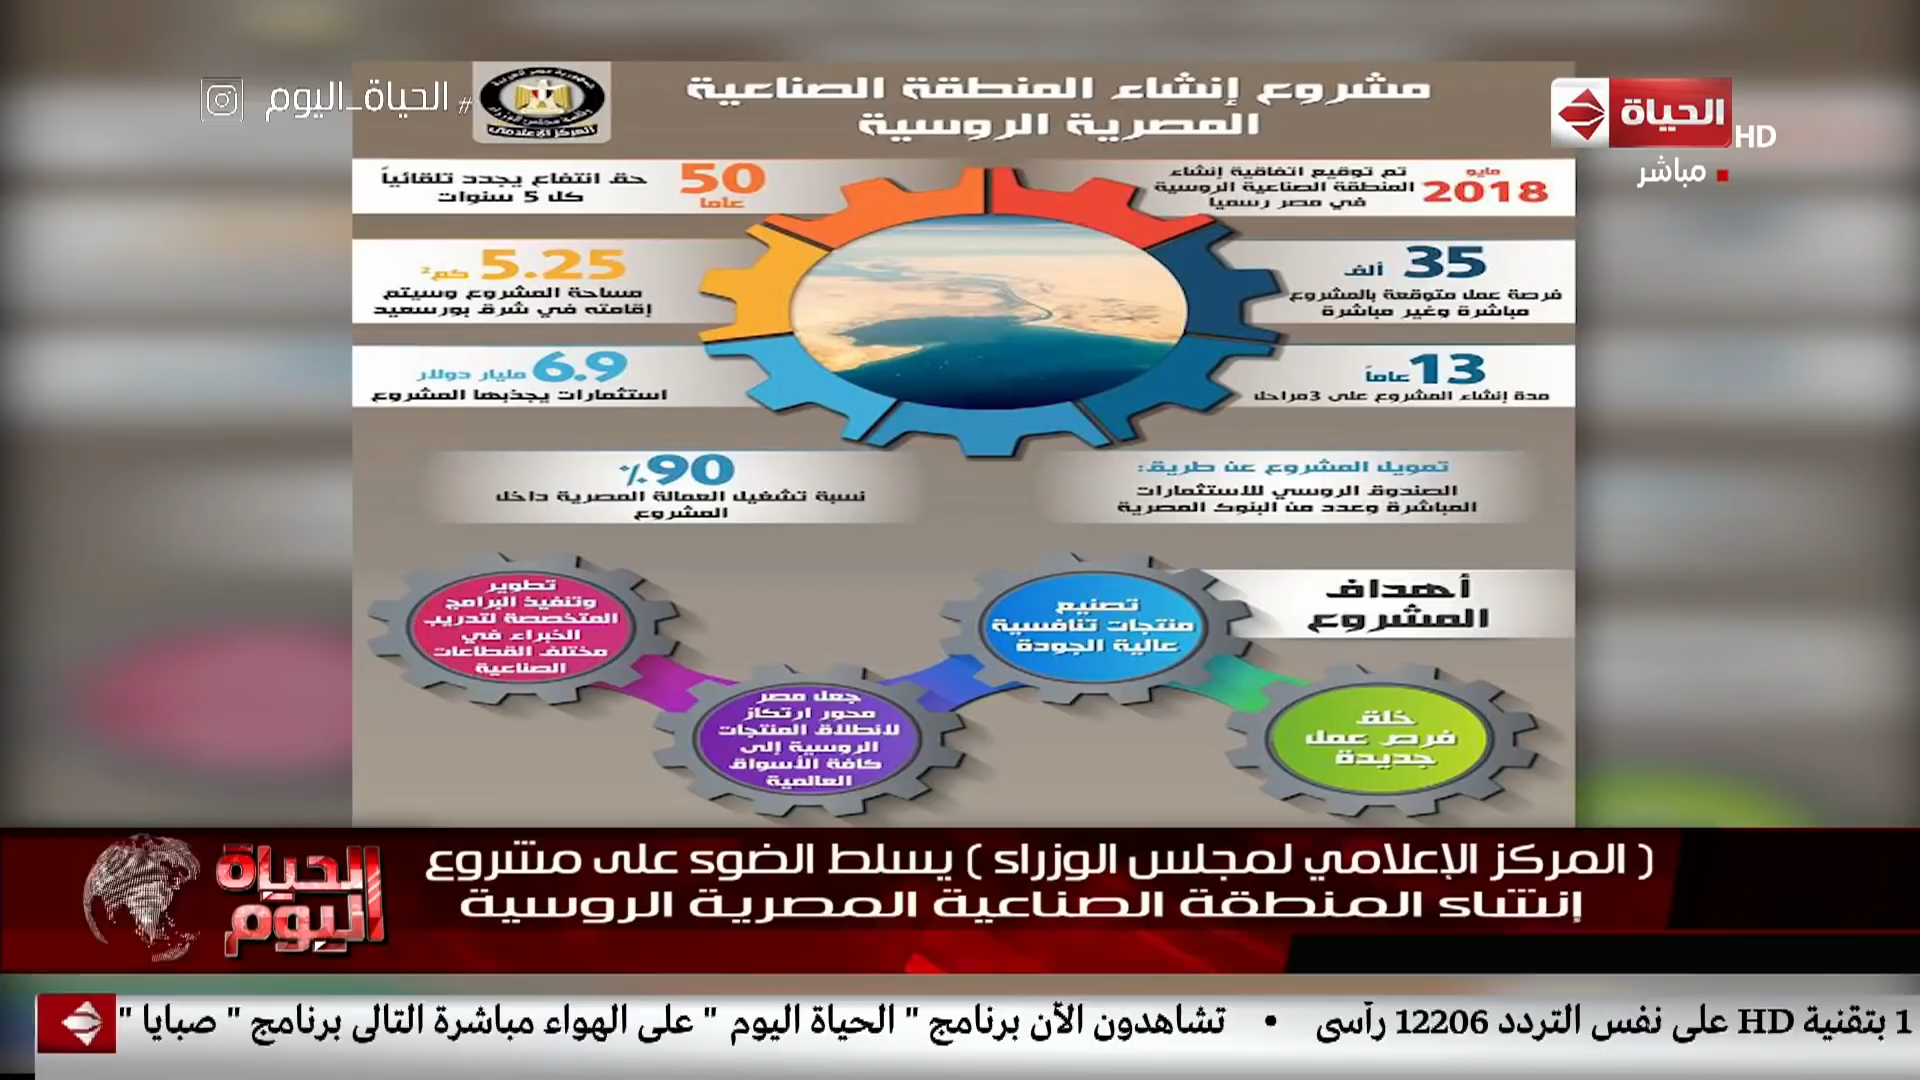 #الحياة_اليوم
الحياة
HD
مباشر
مشروع إنشاء المنطقة الصناعية
المصرية الروسية
مايو
2018
تم توقيع اتفاقية إنشاء
المنطقة الصناعية الروسية
في مصر رسمياً
50
عاماً
حق انتفاع يجدد تلقائياً
كل 5 سنوات
35 ألف
فرصة عمل متوقعة بالمشروع
مباشرة وغير مباشرة
5.25 كم²
مساحة المشروع وسيتم
إقامته في شرق بورسعيد
13 عاماً
مدة إنشاء المشروع على 3مراحل
6.9 مليار دولار
استثمارات يجذبها المشروع
تمويل المشروع عن طريق:
الصندوق الروسي للاستثمارات
المباشرة وعدد من البنوك المصرية
90٪
نسبة تشغيل العمالة المصرية داخل
المشروع
أهداف
المشروع
خلق
فرص عمل
جديدة
تصنيع
منتجات تنافسية
عالية الجودة
جعل مصر
محور ارتكاز
لانطلاق المنتجات
الروسية إلى
كافة الأسواق
العالمية
تطوير
وتنفيذ البرامج
المتخصصة لتدريب
الخبراء في
مختلف القطاعات
الصناعية
( المركز الإعلامي لمجلس الوزراء ) يسلط الضوء على مشروع
إنشاء المنطقة الصناعية المصرية الروسية
الحياة
اليوم
1 بتقنية HD على نفس التردد 12206 رآسى • تشاهدون الآن برنامج " الحياة اليوم " على الهواء مباشرة التالى برنامج " صبايا "